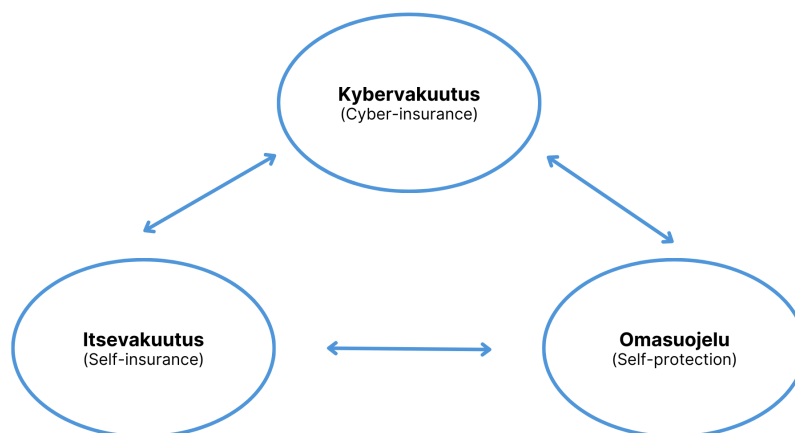 Kybervakuutus
(Cyber-insurance)
Itsevakuutus
(Self-insurance)
Omasuojelu
(Self-protection)